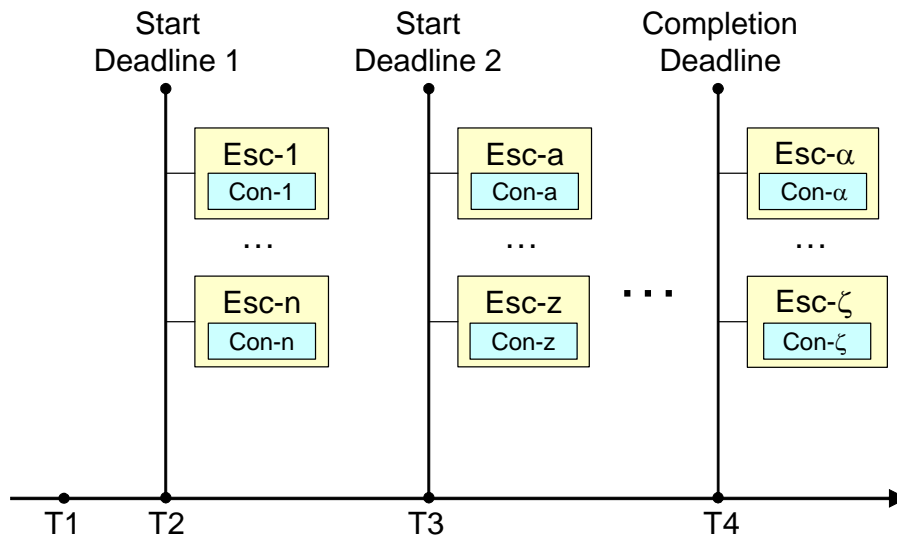 Start
Deadline 1
Start
Deadline 2
Completion
Deadline
Esc-1
Con-1
Esc-a
Con-a
Esc-α
Con-α
...
...
...
Esc-n
Con-n
Esc-z
Con-z
...
Esc-ζ
Con-ζ
T1
T2
T3
T4